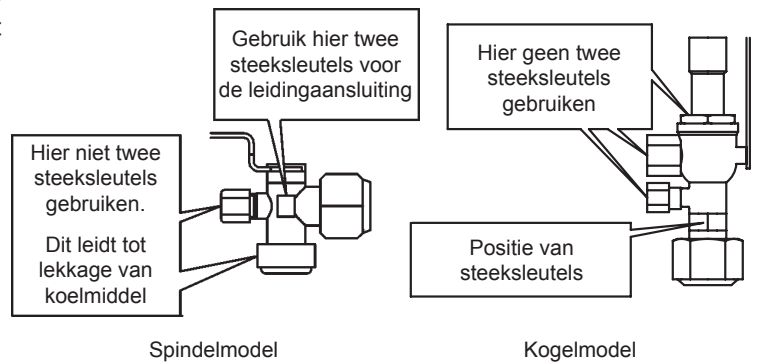 Gebruik hier twee
steeksleutels voor
de leidingaansluiting
Hier niet twee
steeksleutels
gebruiken.
Dit leidt tot
lekkage van
koelmiddel
Spindelmodel
Hier geen twee
steeksleutels
gebruiken
Positie van
steeksleutels
Kogelmodel